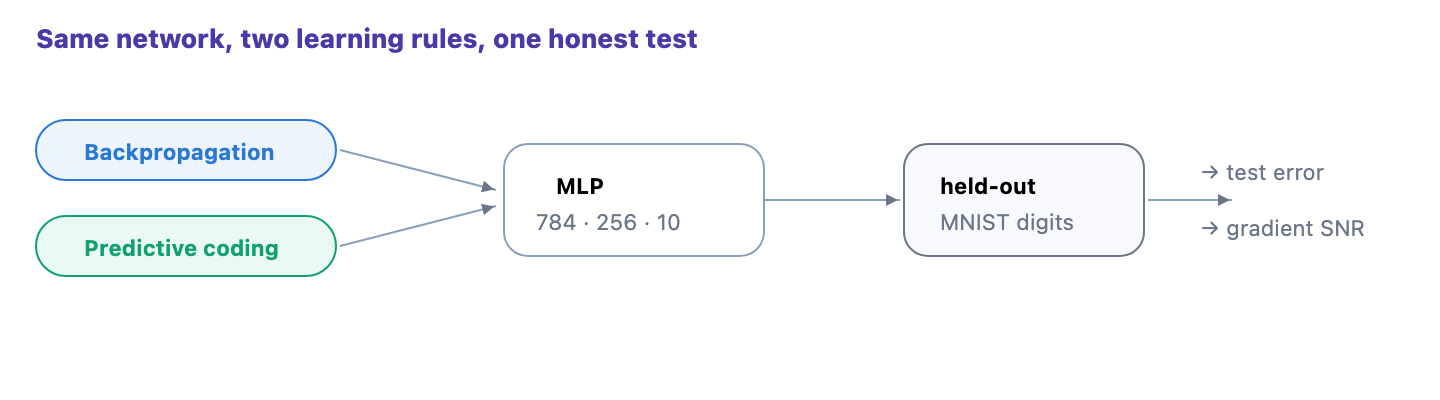 Same network, two learning rules, one honest test
Backpropagation
Predictive coding
MLP
784 · 256 · 10
held-out
MNIST digits
→ test error
→ gradient SNR